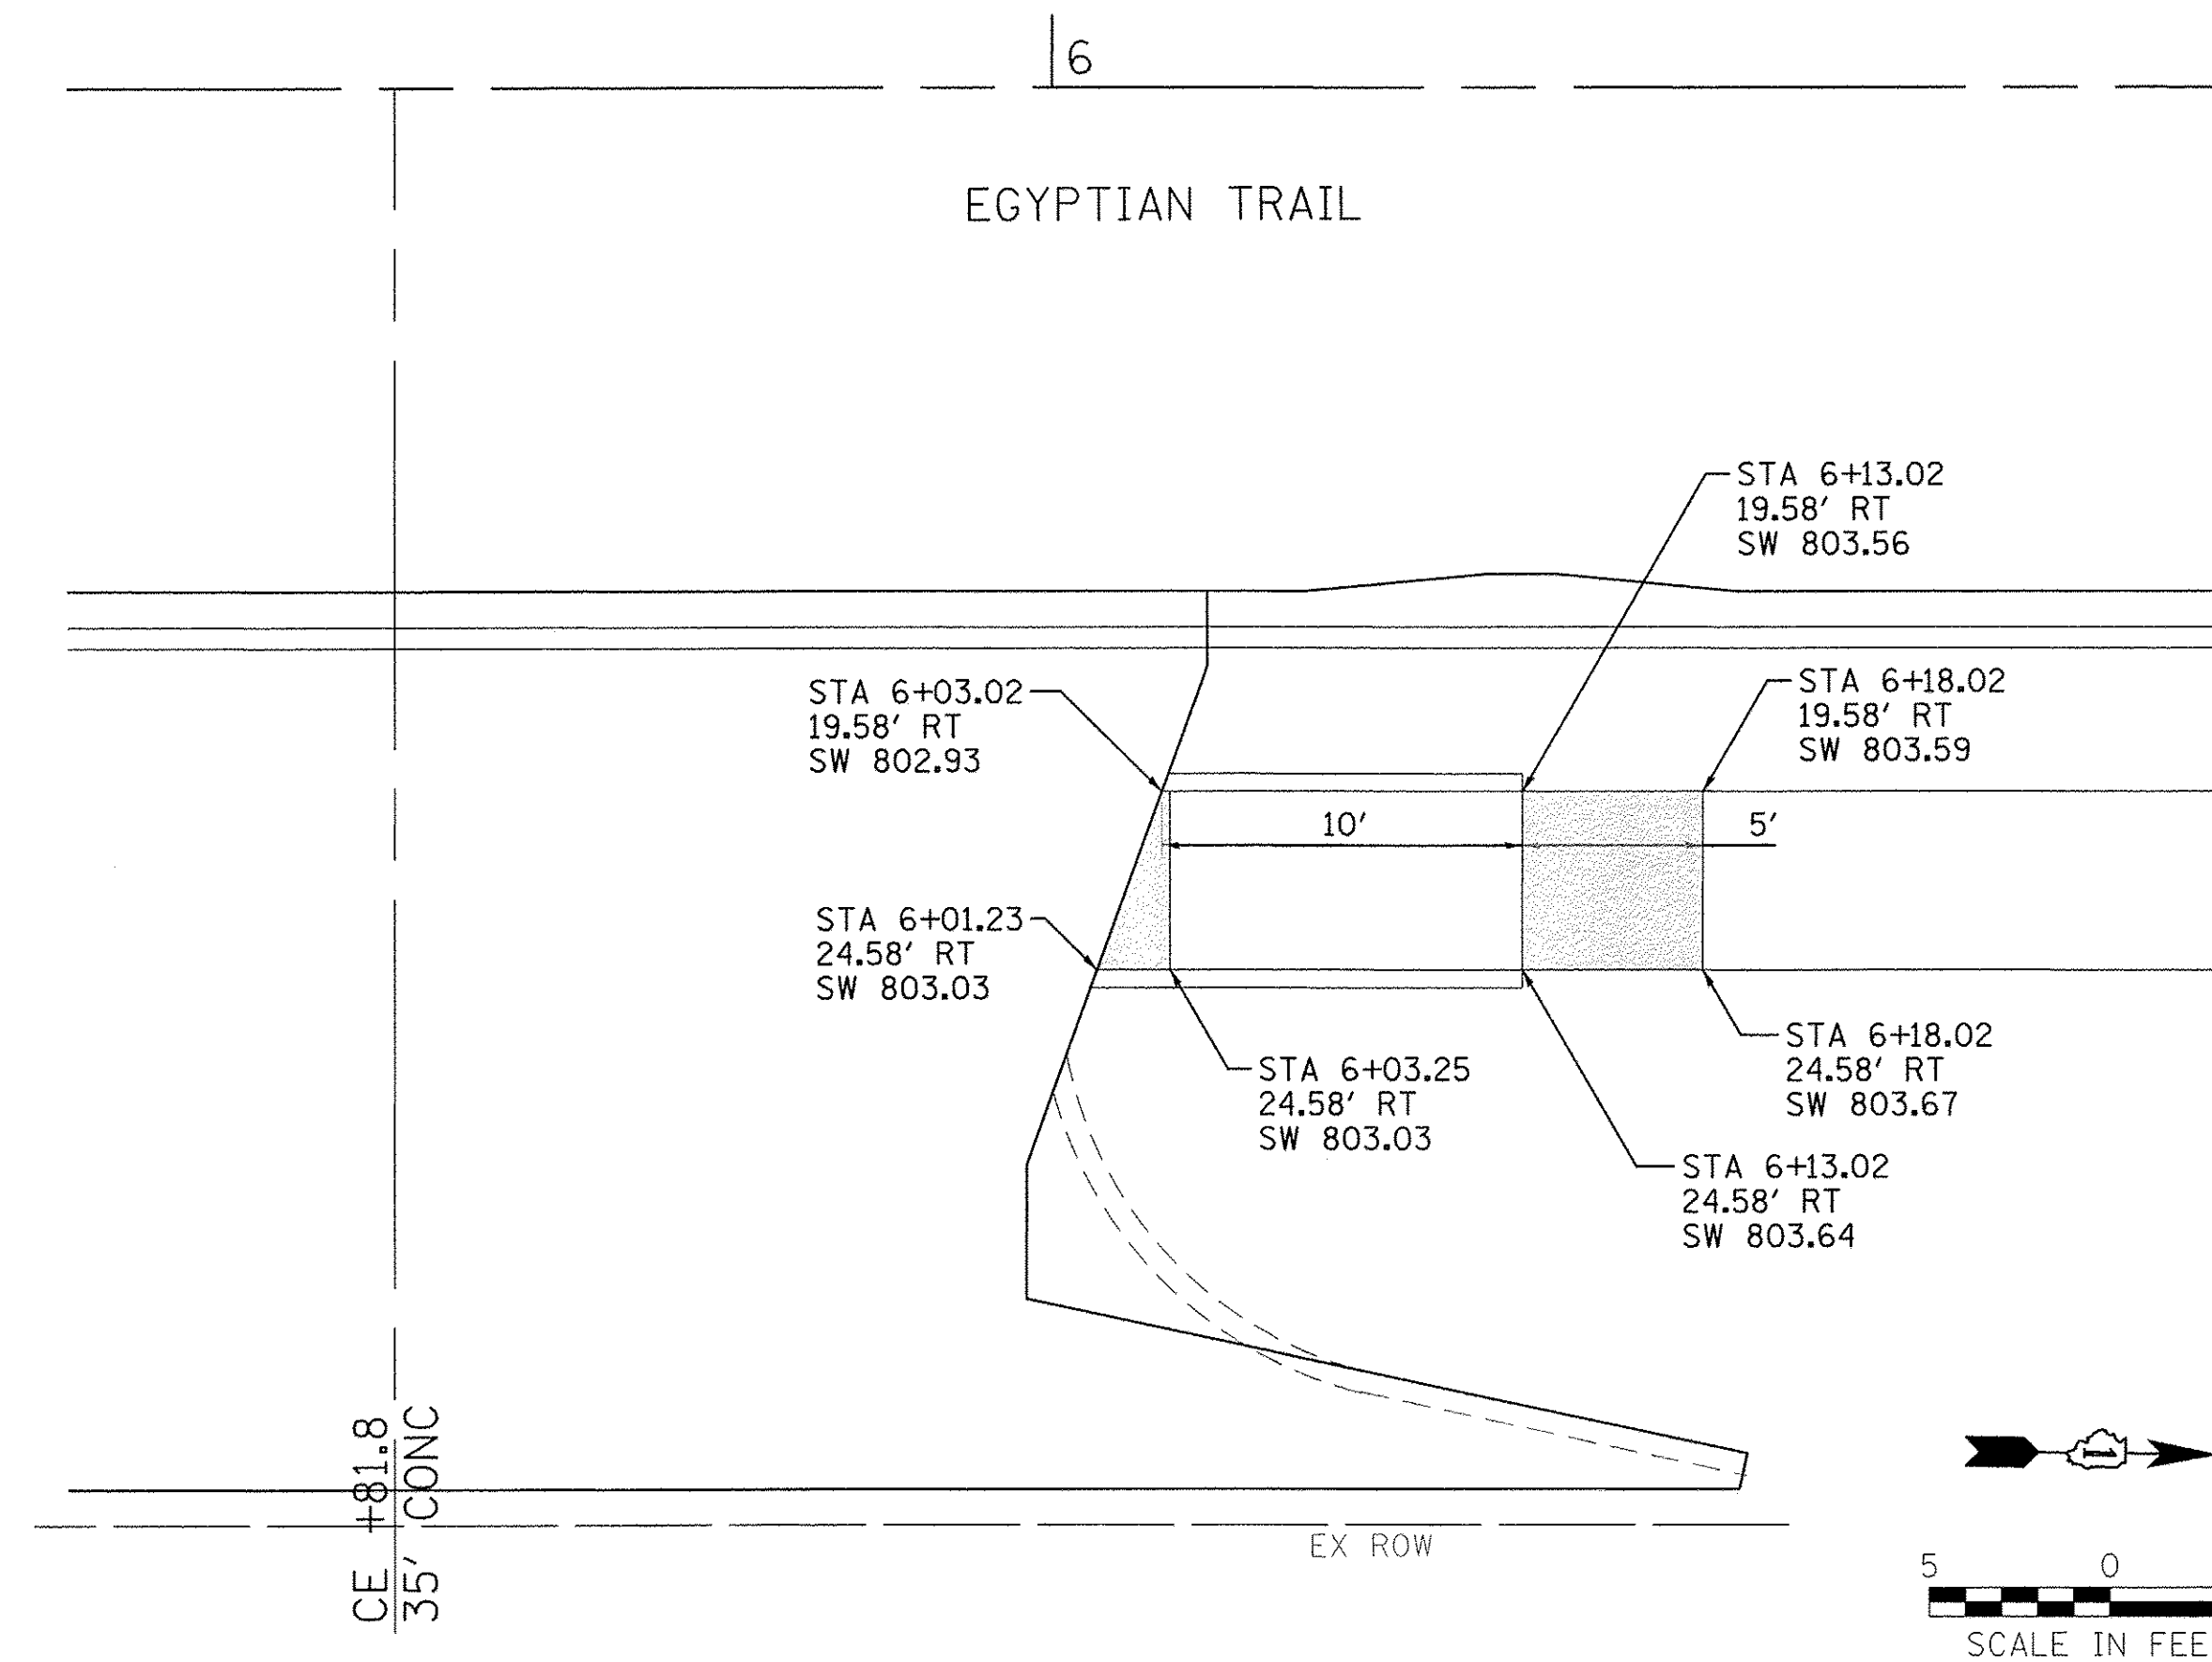 6
EGYPTIAN TRAIL
STA 6+13.02
19.58' RT
SW 803.56
STA 6+03.02
19.58' RT
SW 802.93
STA 6+18.02
19.58' RT
SW 803.59
10'
5'
STA 6+01.23
24.58' RT
SW 803.03
STA 6+03.25
24.58' RT
SW 803.03
STA 6+18.02
24.58' RT
SW 803.67
STA 6+13.02
24.58' RT
SW 803.64
CE +81.8
35' CONC
EX ROW
1
5 0
SCALE IN FEE